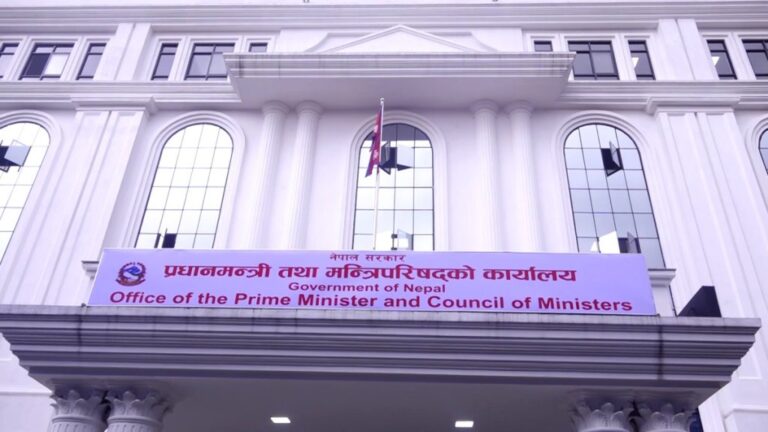 नेपाल सरकार
प्रधानमन्त्री तथा मन्त्रिपरिषद्को कार्यालय
Government of Nepal
Office of the Prime Minister and Council of Ministers